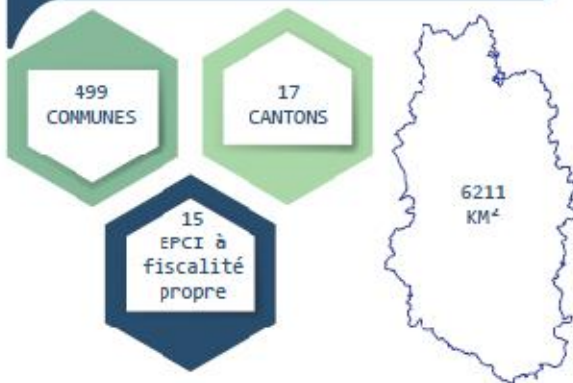 499
COMMUNES
17
CANTONS
15
EPCI à
fiscalité
propre
6211
KM²